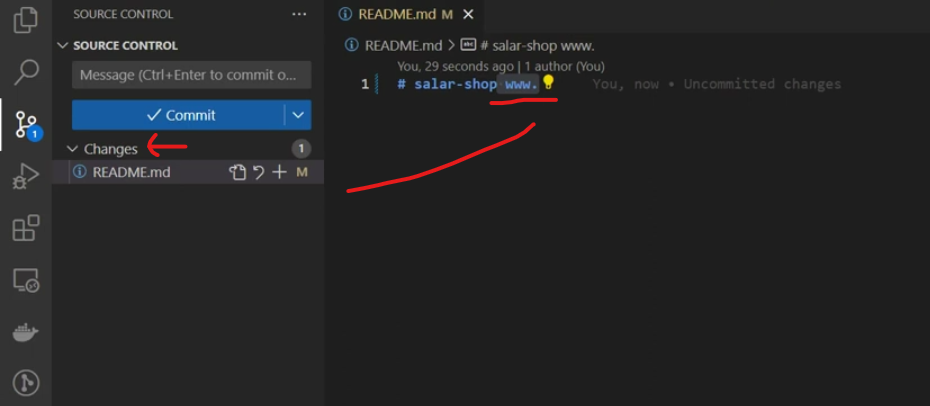 SOURCE CONTROL ...
SOURCE CONTROL
Message (Ctrl+Enter to commit o...
Commit
Changes 1
README.md M
1
README.md M
README.md > # salar-shop www.
You, 29 seconds ago | 1 author (You)
1 # salar-shop www. You, now • Uncommitted changes